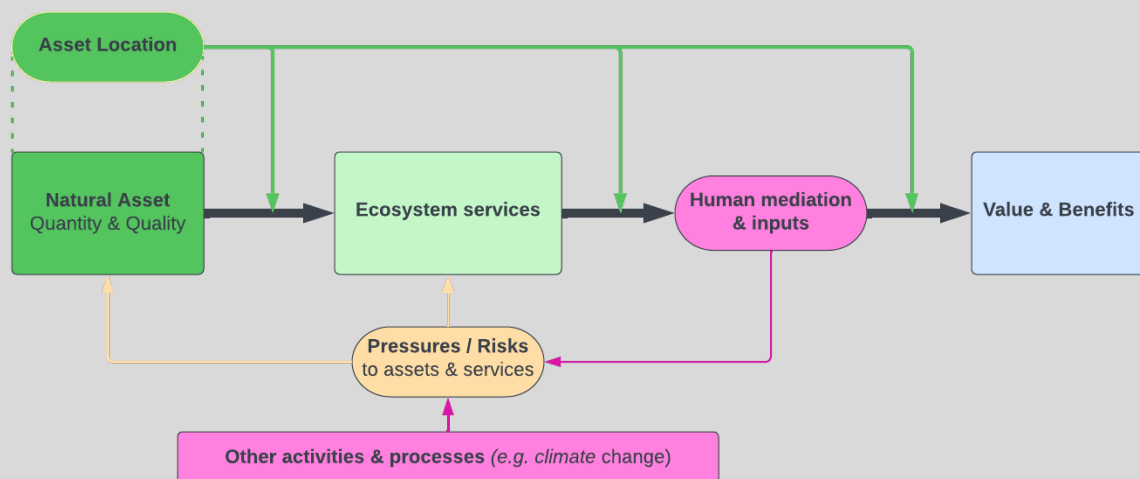 Asset Location
Natural Asset
Quantity & Quality
Ecosystem services
Human mediation
& inputs
Value & Benefits
Pressures / Risks
to assets & services
Other activities & processes (e.g. climate change)